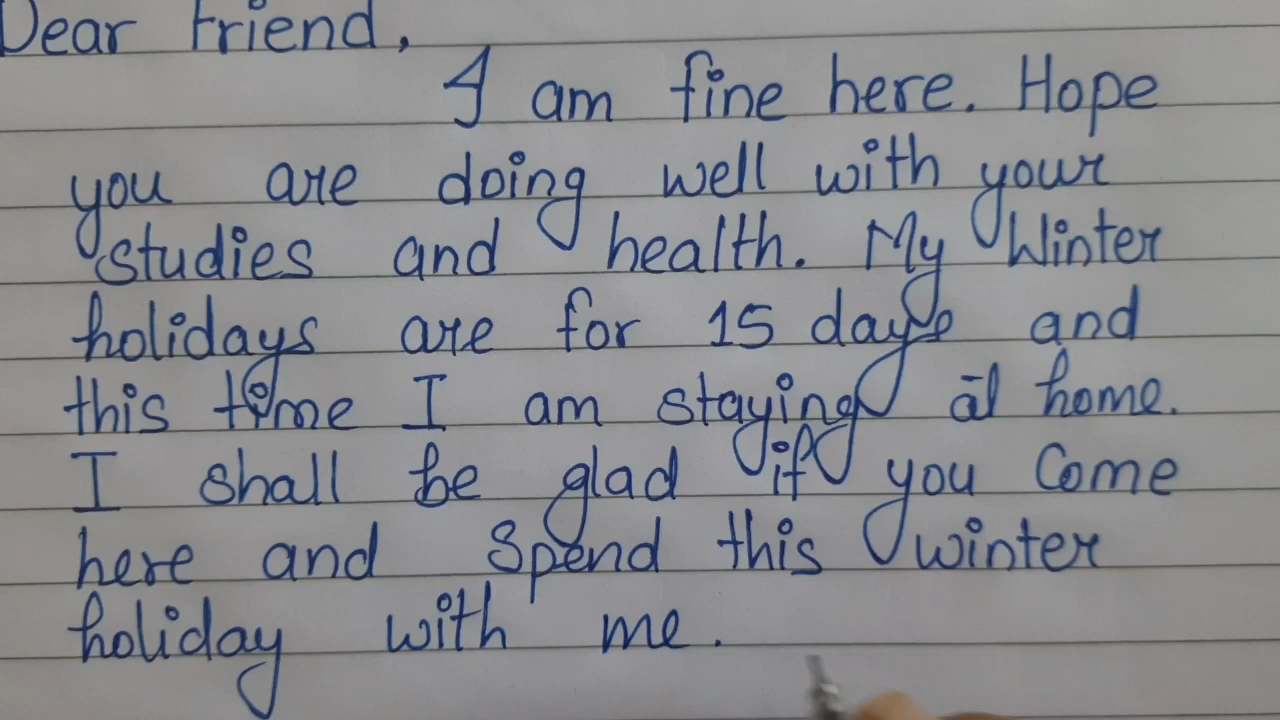 Dear Friend,
I am fine here. Hope
you are doing well with your
studies and health. My Winter
holidays are for 15 days and
this time I am staying at home.
I shall be glad if you Come
here and Spend this winter
holiday with me.